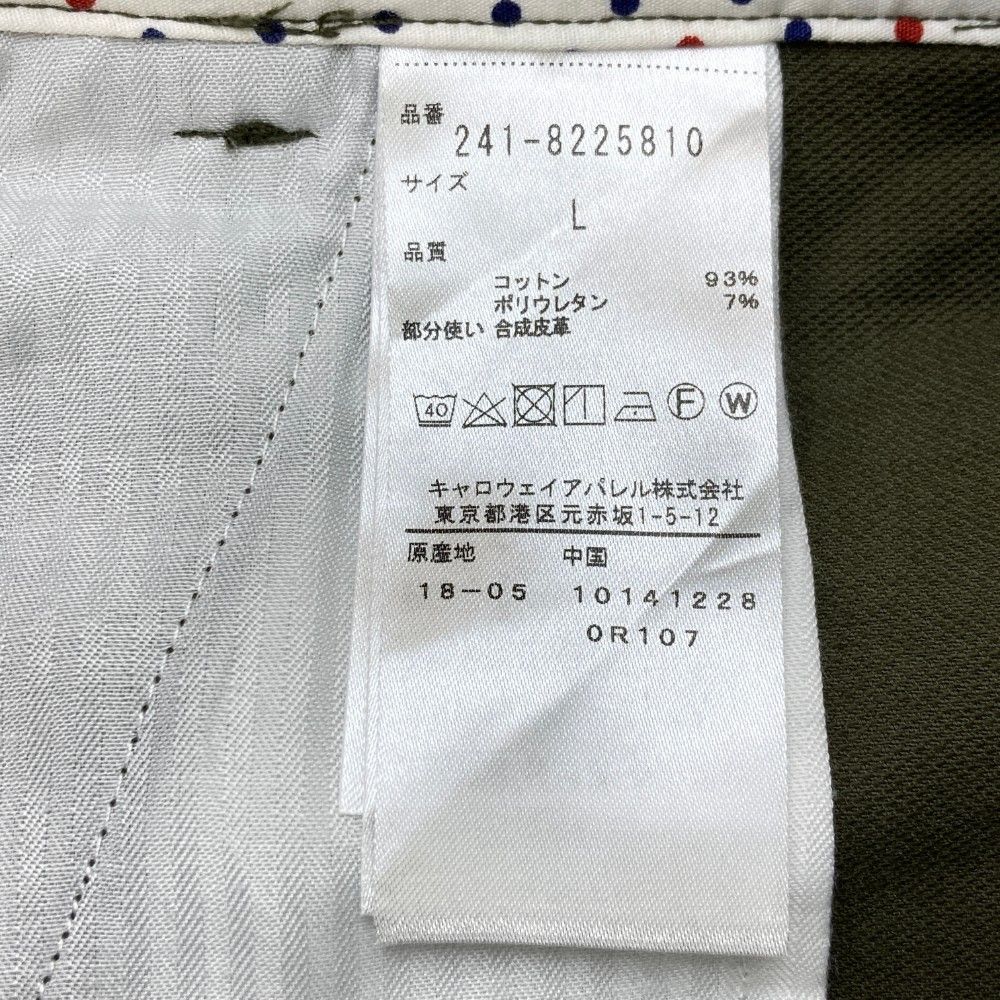 品番
241-8225810
サイズ
L
品質
コットン 93%
ポリウレタン 7%
部分使い 合成皮革
40 F W
キャロウェイアパレル株式会社
東京都港区元赤坂1-5-12
原産地 中国
18-05 10141228
0R107